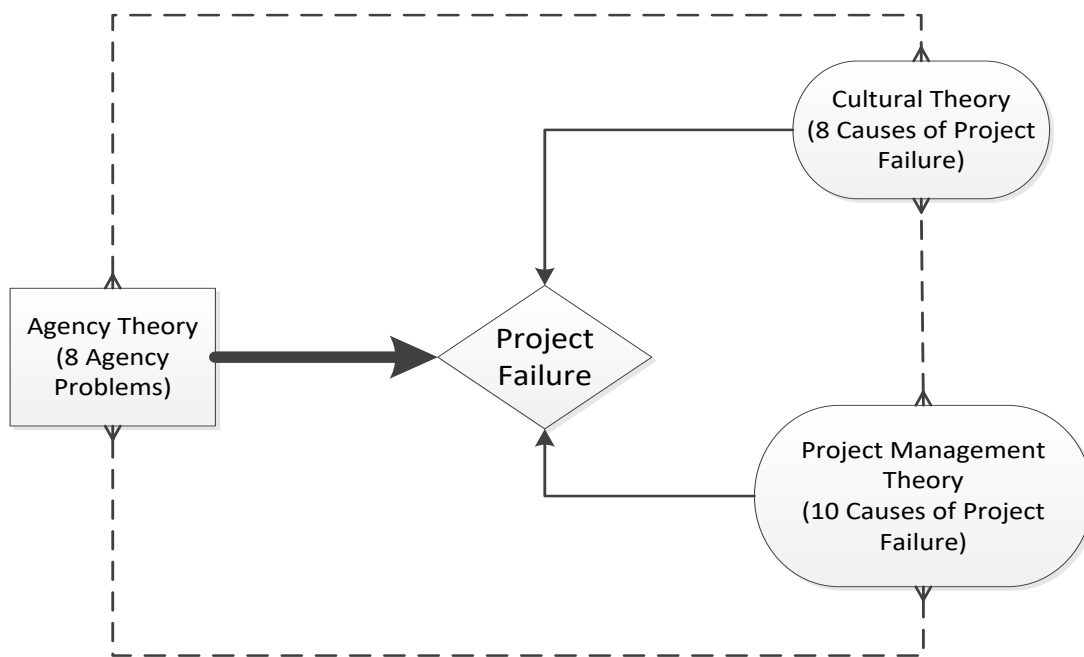 Cultural Theory
(8 Causes of Project
Failure)
Agency Theory
(8 Agency
Problems)
Project
Failure
Project Management
Theory
(10 Causes of Project
Failure)